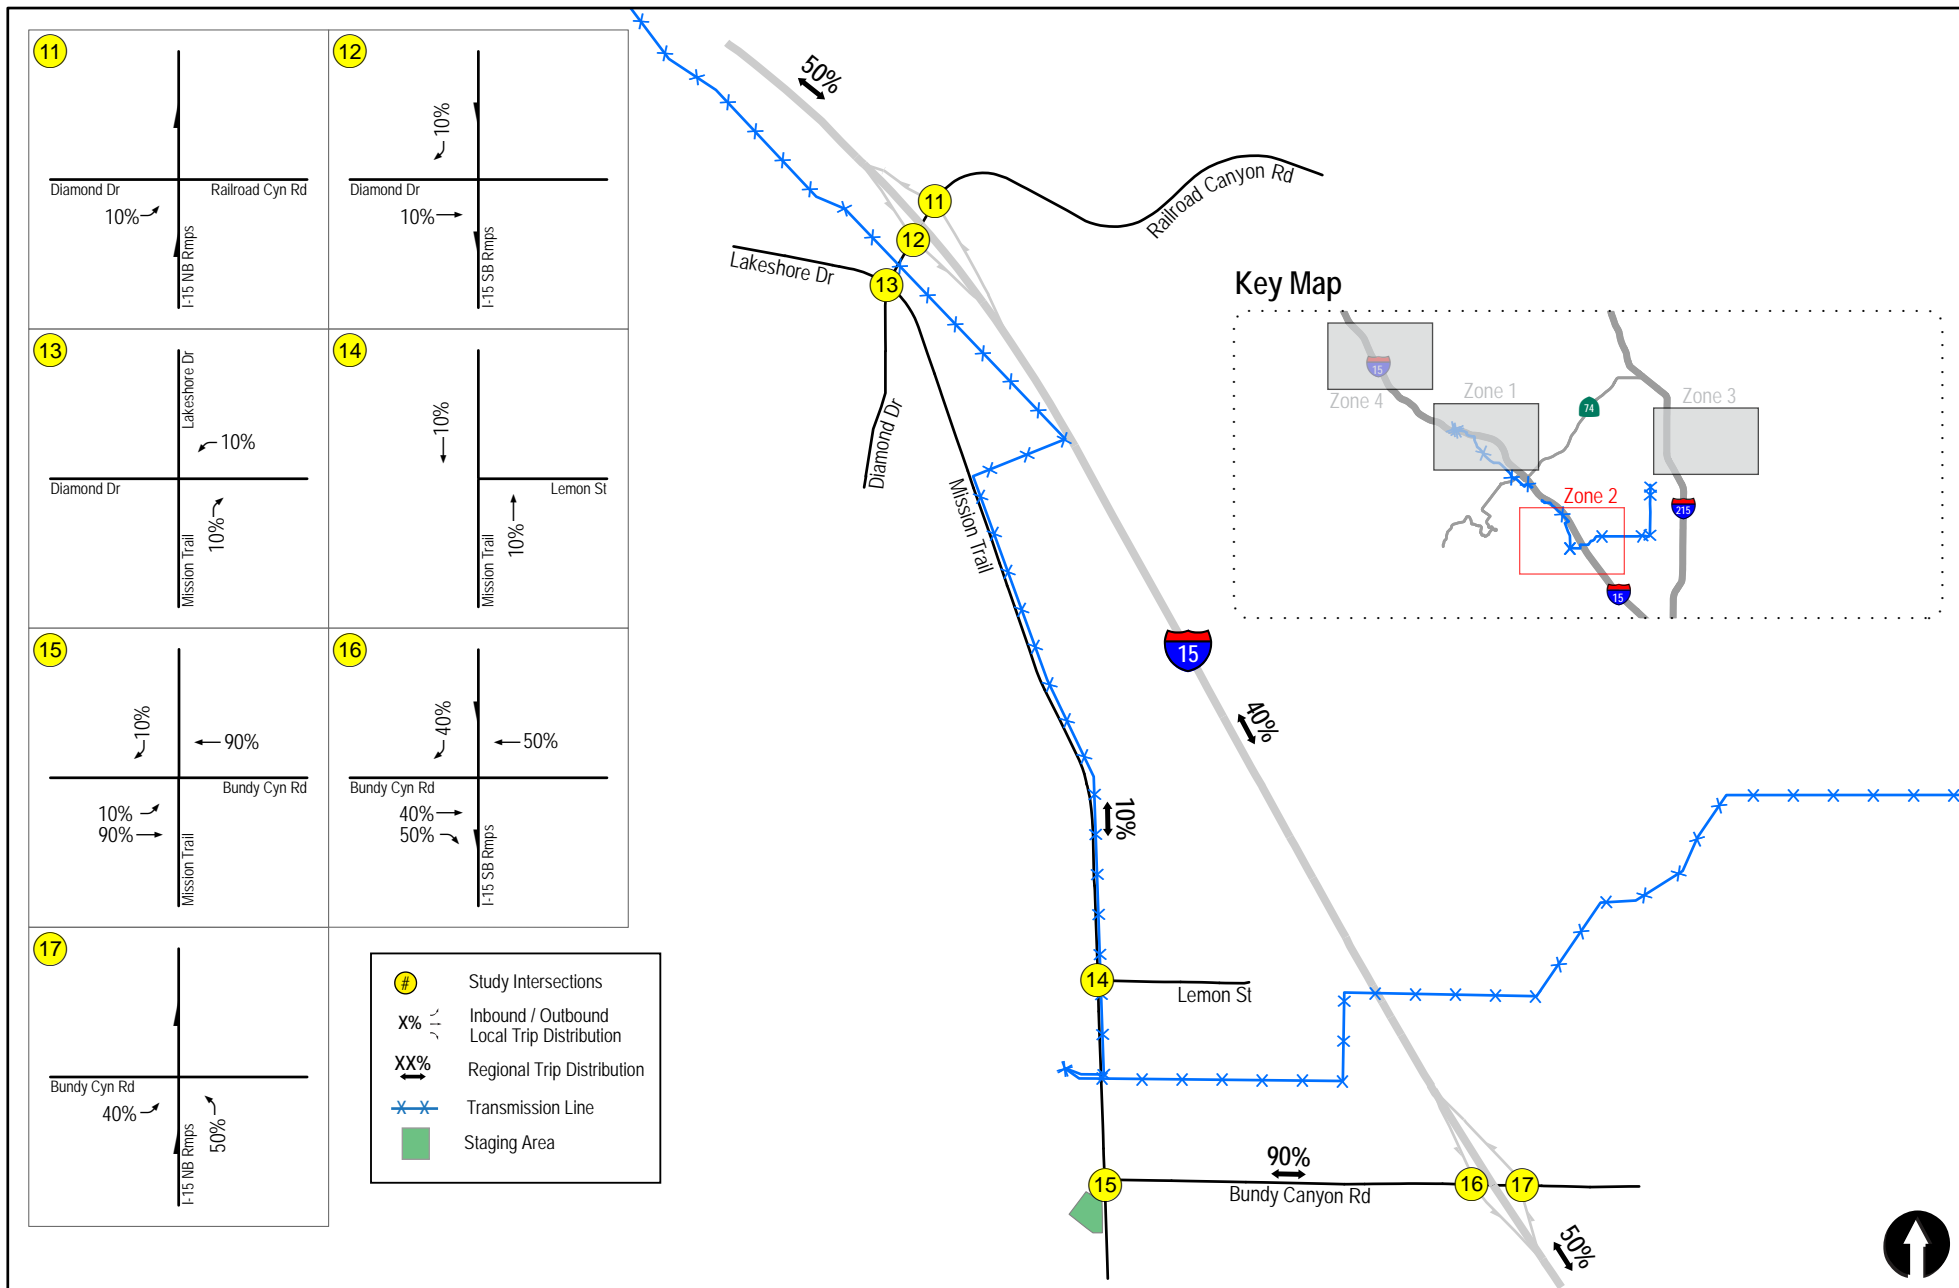 11
Diamond Dr
Railroad Cyn Rd
10%
I-15 NB Rmps
12
10%
Diamond Dr
10%
I-15 SB Rmps
13
Lakeshore Dr
10%
Diamond Dr
10%
Mission Trail
14
10%
Lemon St
10%
Mission Trail
15
10%
90%
Bundy Cyn Rd
10%
90%
Mission Trail
16
40%
50%
Bundy Cyn Rd
40%
50%
I-15 SB Rmps
17
Bundy Cyn Rd
40%
50%
I-15 NB Rmps
# Study Intersections
X% Inbound / Outbound
Local Trip Distribution
XX% Regional Trip Distribution
Transmission Line
Staging Area
50%
11
12
13
Railroad Canyon Rd
Lakeshore Dr
Diamond Dr
Mission Trail
15
40%
10%
14
Lemon St
15
90%
Bundy Canyon Rd
16
17
50%
Key Map
15
Zone 4
Zone 1
74
Zone 3
Zone 2
215
15